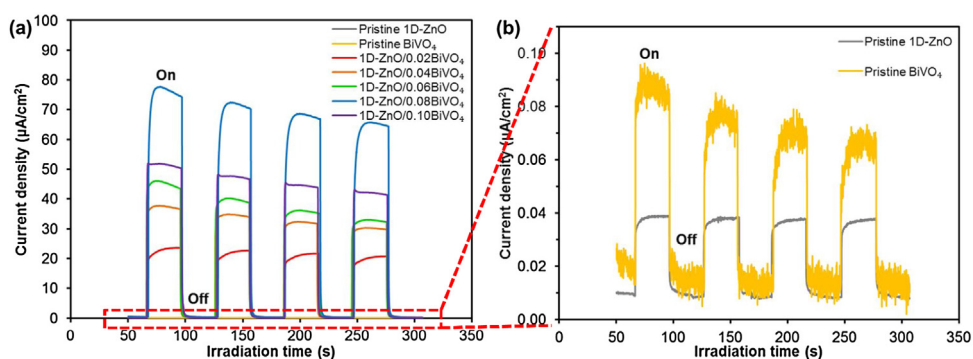 (a)
100
90
80
70
60
50
40
30
20
10
0
Current density (µA/cm²)
On
Off
Pristine 1D-ZnO
Pristine BiVO₄
1D-ZnO/0.02BiVO₄
1D-ZnO/0.04BiVO₄
1D-ZnO/0.06BiVO₄
1D-ZnO/0.08BiVO₄
1D-ZnO/0.10BiVO₄
0 50 100 150 200 250 300 350
Irradiation time (s)
(b)
0.10
0.08
0.06
0.04
0.02
0.00
Current density (µA/cm²)
On
Off
Pristine 1D-ZnO
Pristine BiVO₄
0 50 100 150 200 250 300 350
Irradiation time (s)